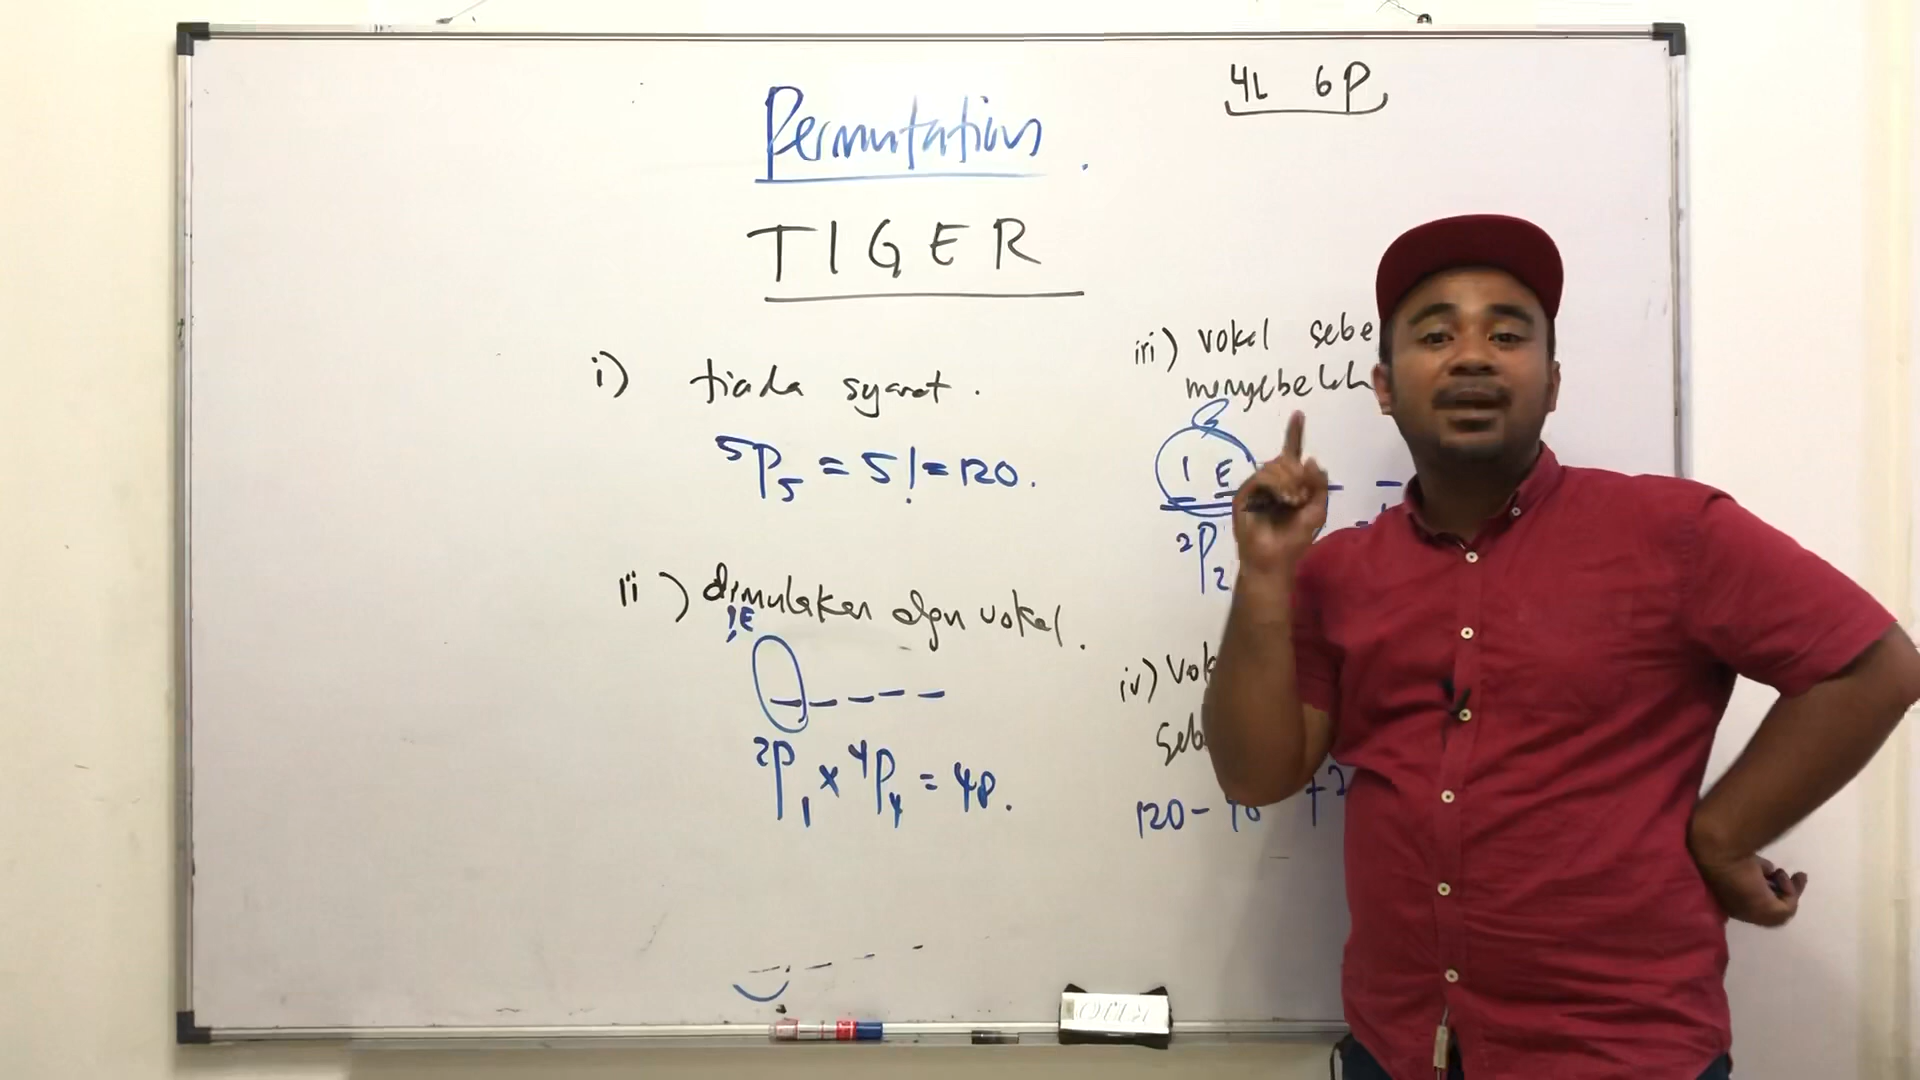 4L 6P
Permutation
TIGER
i) tiada syarat.
5P5 = 5! = 120.
ii) dimulakan dgn vokal.
I, E
2P1 × 4P4 = 48.
iii) vokal sebe
menyebelah
I E
2P2
iv) Vok
seb
120 -